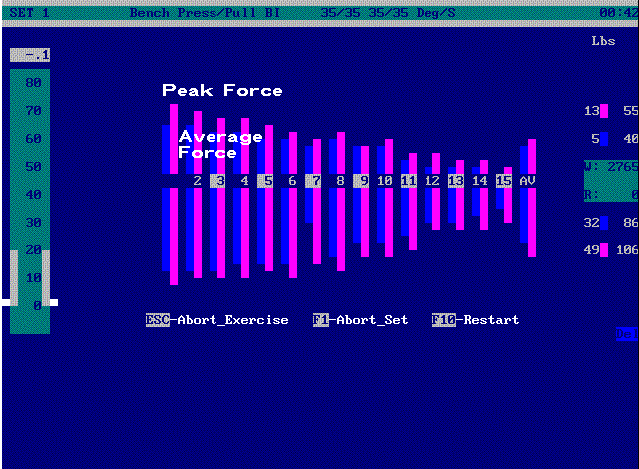 SET 1 Bench Press/Pull BI 35/35 35/35 Deg/S 00:42
Lbs
-.1
80
Peak Force
70
13 55
60
Average
5 40
Force
50
W: 2765
2 3 4 5 6 7 8 9 10 11 12 13 14 15 AV
40
R: 0
30
32 86
20
49 106
10
0
ESC-Abort_Exercise F1-Abort_Set F10-Restart